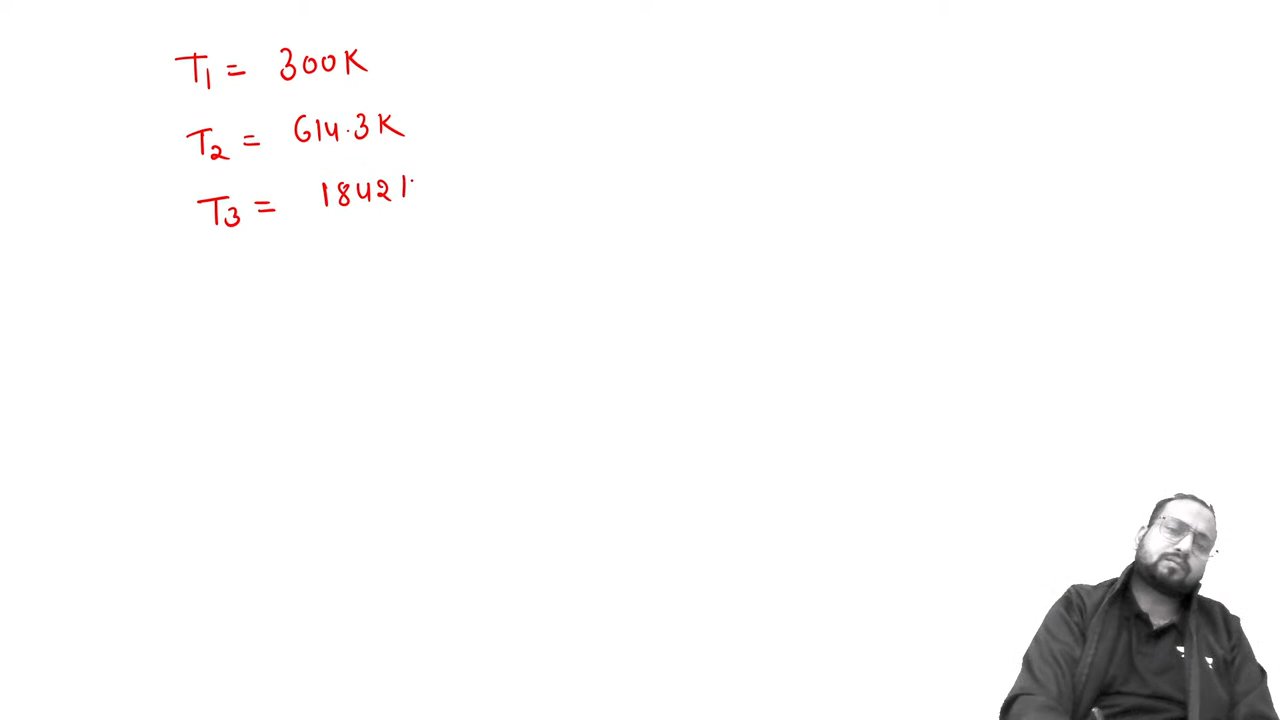 T1 = 300K
T2 = 614.3K
T3 = 1842